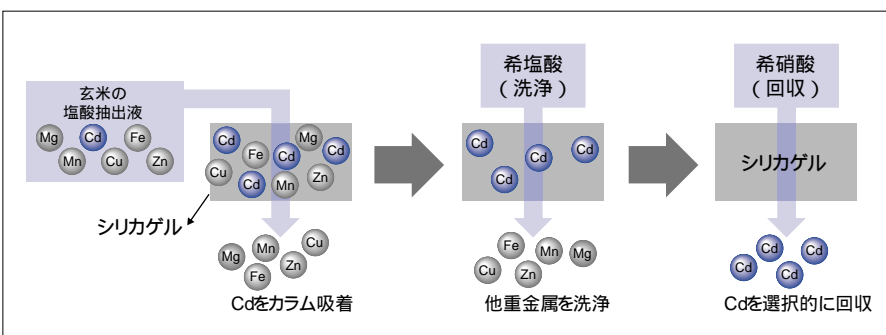 玄米の
塩酸抽出液
Mg
Cd
Fe
Mn
Cu
Zn
Cd
Fe
Cd
Mg
Cd
Cu
Cd
Mn
Zn
シリカゲル
Mg
Mn
Cu
Fe
Zn
Cdをカラム吸着
希塩酸
（洗浄）
Cd
Cd
Cd
Cd
Fe
Mn
Mg
Cu
Zn
他重金属を洗浄
希硝酸
（回収）
シリカゲル
Cd
Cd
Cd
Cd
Cdを選択的に回収